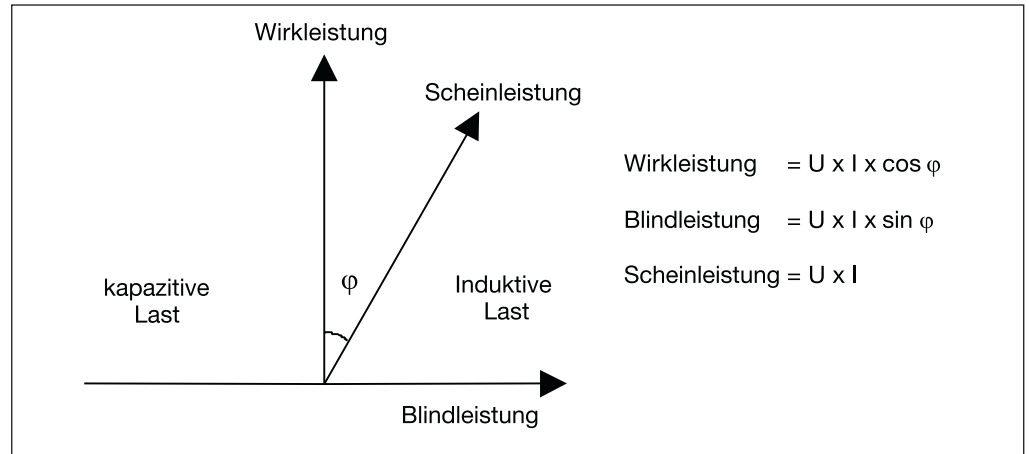 Wirkleistung
Scheinleistung
Wirkleistung = U x I x cos φ
Blindleistung = U x I x sin φ
Scheinleistung = U x I
kapazitive
Last
φ
Induktive
Last
Blindleistung